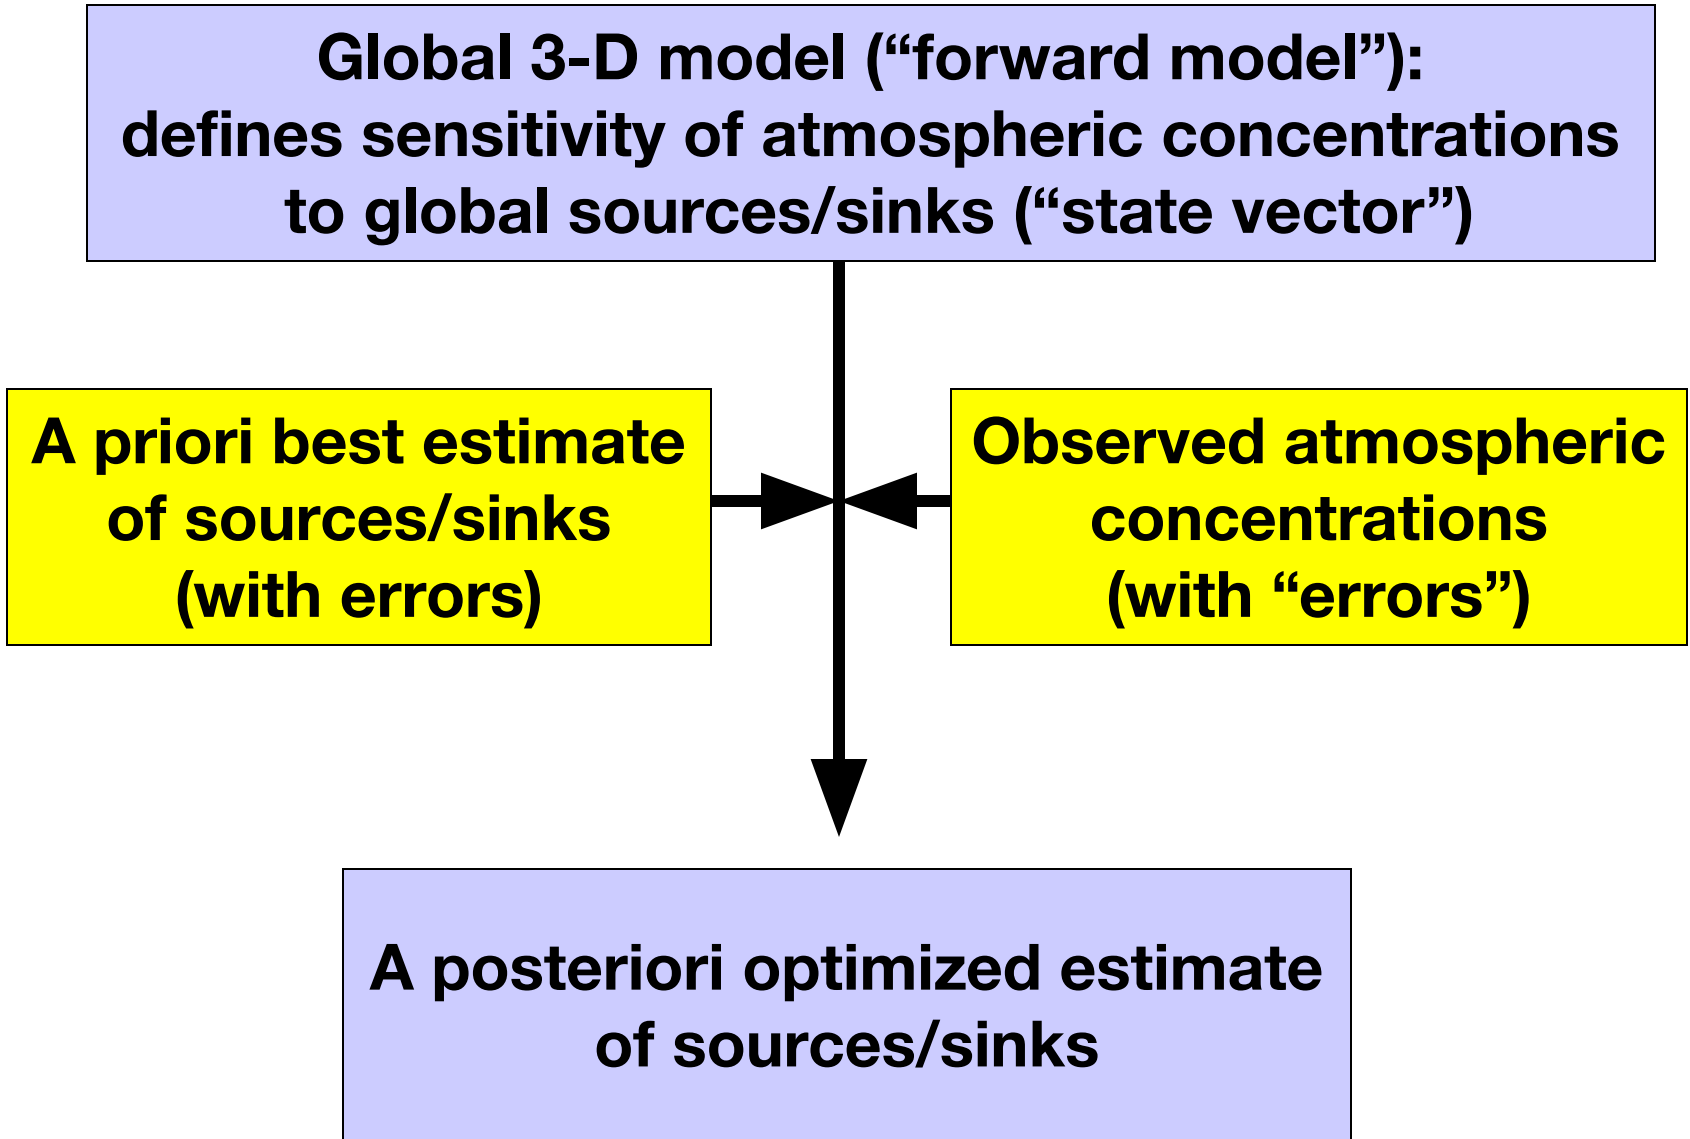 Global 3-D model (“forward model”):
defines sensitivity of atmospheric concentrations
to global sources/sinks (“state vector”)
A priori best estimate
of sources/sinks
(with errors)
Observed atmospheric
concentrations
(with “errors”)
A posteriori optimized estimate
of sources/sinks